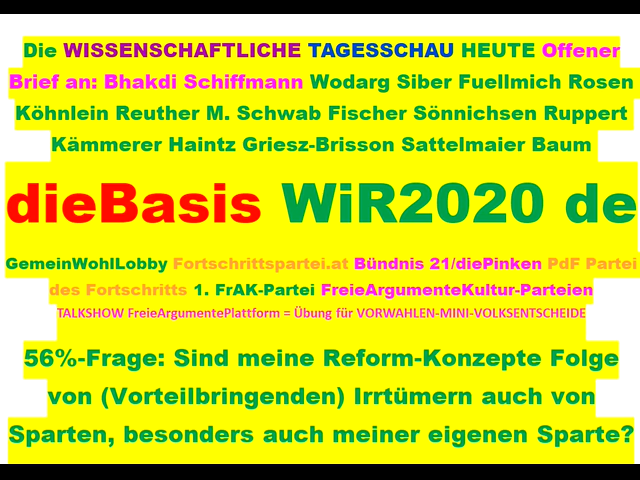 Die WISSENSCHAFTLICHE TAGESSCHAU HEUTE Offener
Brief an: Bhakdi Schiffmann Wodarg Siber Fuellmich Rosen
Köhnlein Reuther M. Schwab Fischer Sönnichsen Ruppert
Kämmerer Haintz Griesz-Brisson Sattelmaier Baum
dieBasis WiR2020 de
GemeinWohlLobby Fortschrittspartei.at Bündnis 21/diePinken PdF Partei
des Fortschritts 1. FrAK-Partei FreieArgumenteKultur-Parteien
TALKSHOW FreieArgumentePlattform = Übung für VORWAHLEN-MINI-VOLKSENTSCHEIDE
56%-Frage: Sind meine Reform-Konzepte Folge
von (Vorteilbringenden) Irrtümern auch von
Sparten, besonders auch meiner eigenen Sparte?